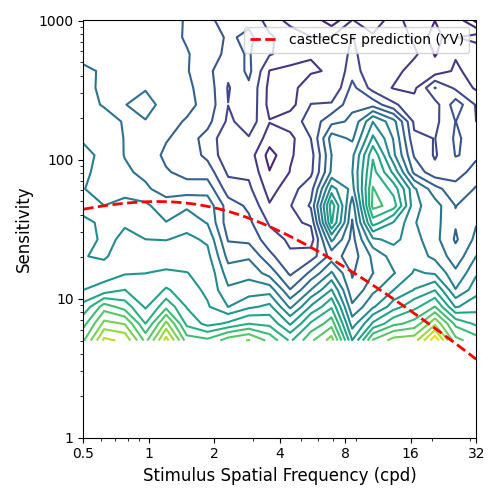 castleCSF prediction (YV)
Sensitivity
1000
100
10
1
0.5 1 2 4 8 16 32
Stimulus Spatial Frequency (cpd)